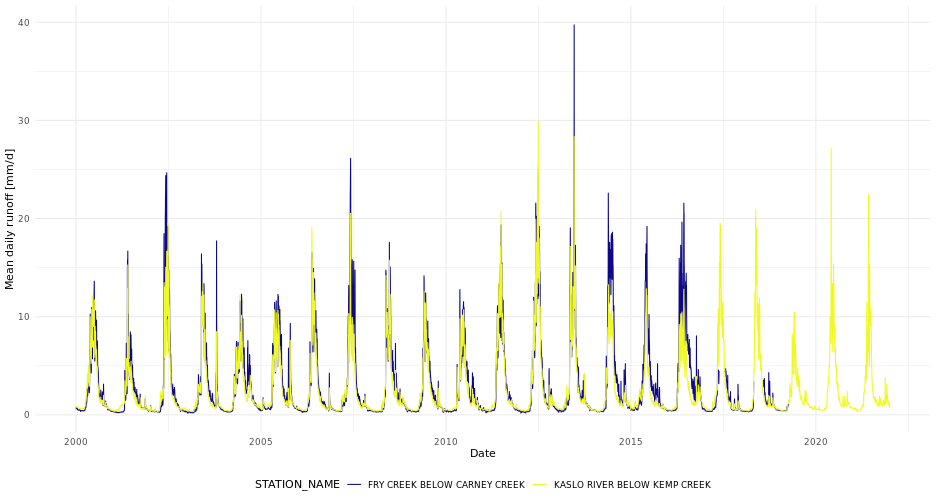 40
30
20
10
0
Mean daily runoff [mm/d]
2000 2005 2010 2015 2020
Date
STATION_NAME FRY CREEK BELOW CARNEY CREEK KASLO RIVER BELOW KEMP CREEK